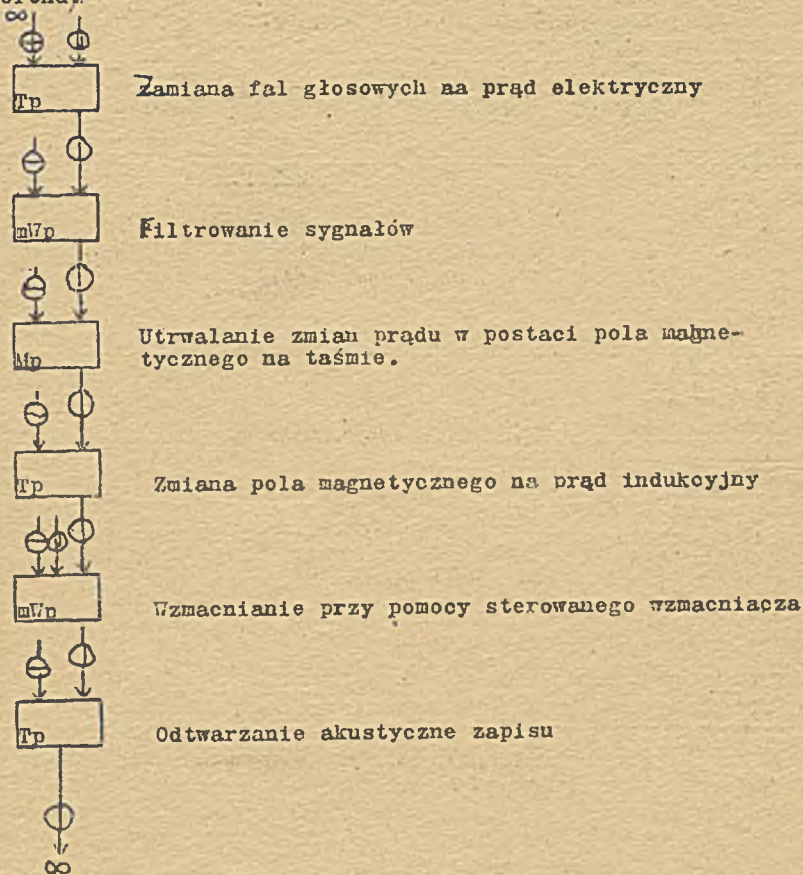 ∞
Tp Zamiana fal głosowych aa prąd elektryczny
mWp Filtrowanie sygnałów
Mp Utrwalanie zmian prądu w postaci pola magne-
tycznego na taśmie.
Tp Zmiana pola magnetycznego na prąd indukcyjny
mWp Wzmacnianie przy pomocy sterowanego wzmacniacza
Tp Odtwarzanie akustyczne zapisu
∞